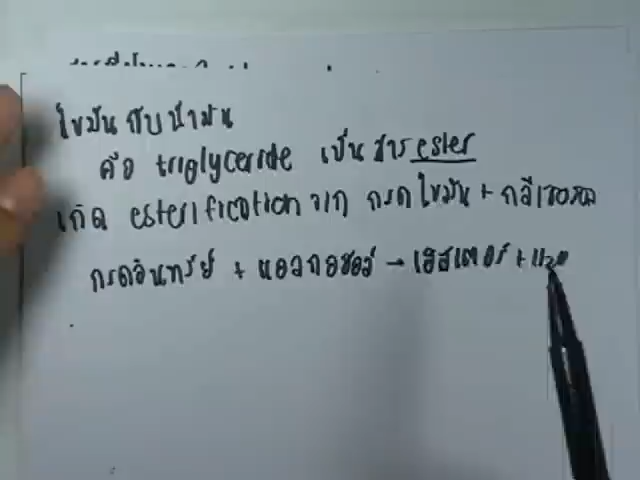 ไขมันกับน้ำมัน
คือ triglyceride เป็นสาร ester
เกิด esterification จาก กรดไขมัน + กลีเซอรอล
กรดอินทรีย์ + แอลกอฮอล์ → เอสเตอร์ + H₂O